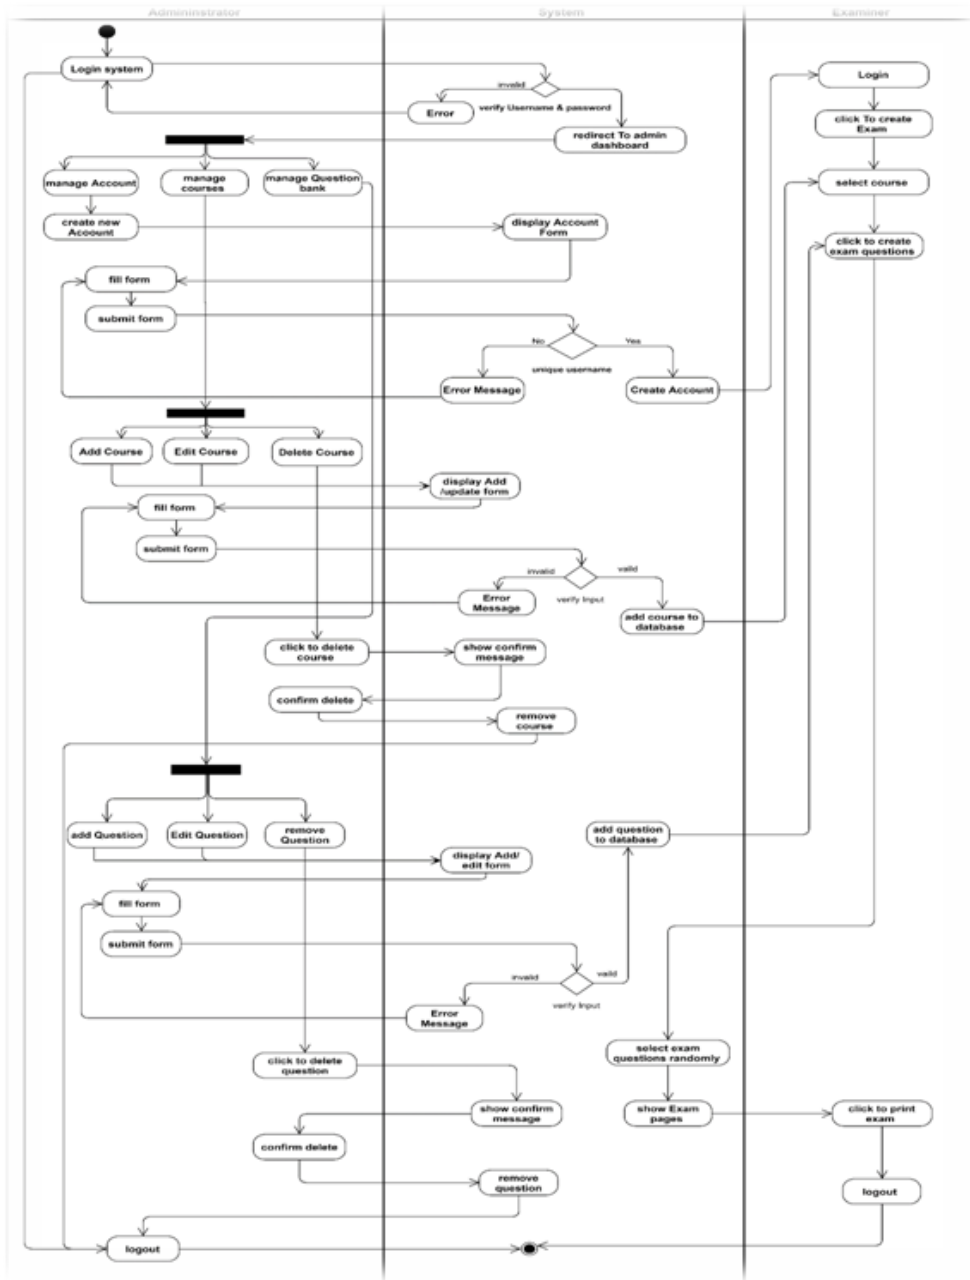 Admininstrator
System
Examiner
Login system
invalid
verify Username & password
Error
Login
click To create
Exam
redirect To admin
dashboard
manage Account
manage
courses
manage Question
bank
select course
create new
Account
display Account
Form
click to create
exam questions
fill form
submit form
No
Yes
unique username
Error Message
Create Account
Add Course
Edit Course
Delete Course
display Add
/update form
fill form
submit form
invalid
valid
verify Input
Error
Message
add course to
database
click to delete
course
show confirm
message
confirm delete
remove
course
add Question
Edit Question
remove
Question
add question
to database
display Add/
edit form
fill form
submit form
invalid
valid
verify Input
Error
Message
select exam
questions randomly
click to delete
question
show confirm
message
show Exam
pages
click to print
exam
confirm delete
remove
question
logout
logout